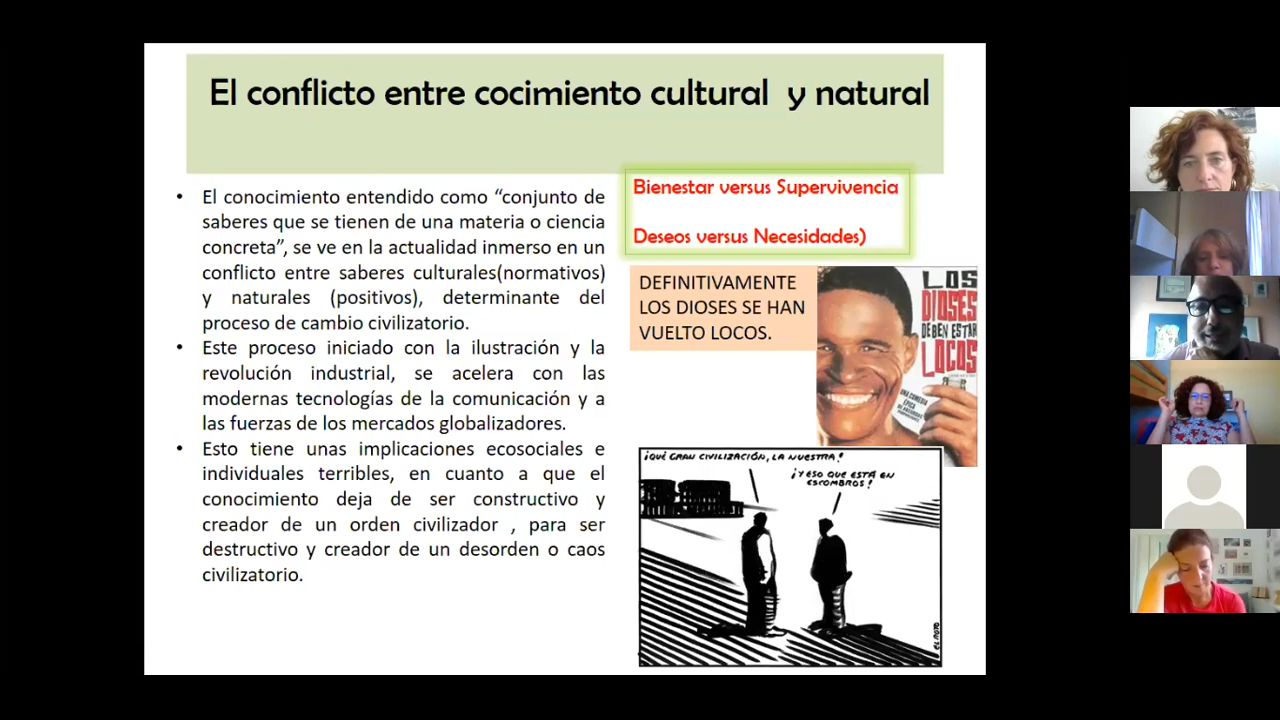 El conflicto entre cocimiento cultural y natural
• El conocimiento entendido como “conjunto de
saberes que se tienen de una materia o ciencia
concreta”, se ve en la actualidad inmerso en un
conflicto entre saberes culturales(normativos)
y naturales (positivos), determinante del
proceso de cambio civilizatorio.
• Este proceso iniciado con la ilustración y la
revolución industrial, se acelera con las
modernas tecnologías de la comunicación y a
las fuerzas de los mercados globalizadores.
• Esto tiene unas implicaciones ecosociales e
individuales terribles, en cuanto a que el
conocimiento deja de ser constructivo y
creador de un orden civilizador , para ser
destructivo y creador de un desorden o caos
civilizatorio.
Bienestar versus Supervivencia
Deseos versus Necesidades)
DEFINITIVAMENTE
LOS DIOSES SE HAN
VUELTO LOCOS.
LOS
DIOSES
DEBEN ESTAR
LOCOS
UNA COMEDIA
ÉPICA
¡QUÉ GRAN CIVILIZACIÓN, LA NUESTRA!
¡Y ESO QUE ESTÁ EN
ESCOMBROS!
EL ROTO